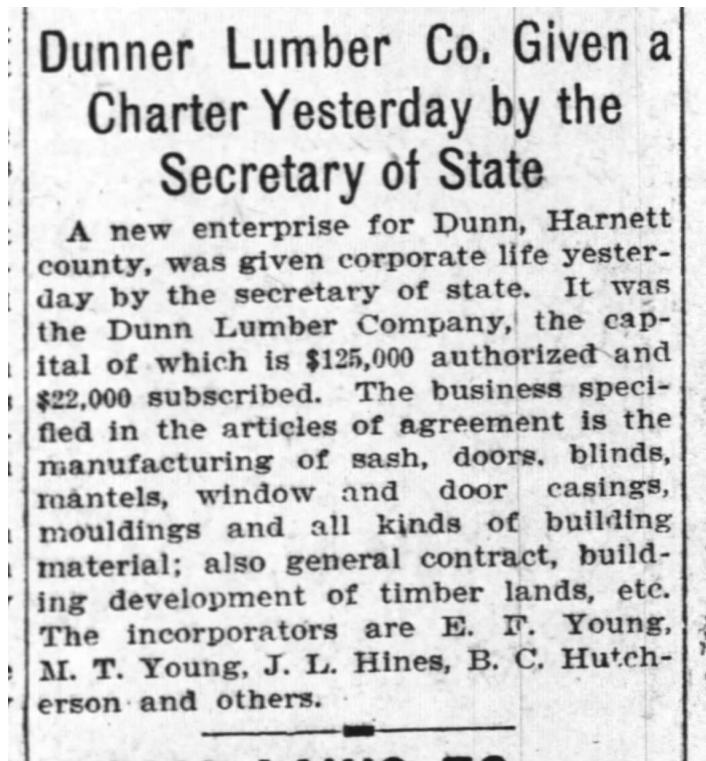 Dunner Lumber Co. Given a
Charter Yesterday by the
Secretary of State
A new enterprise for Dunn, Harnett
county, was given corporate life yester-
day by the secretary of state. It was
the Dunn Lumber Company, the cap-
ital of which is $125,000 authorized and
$22,000 subscribed. The business speci-
fied in the articles of agreement is the
manufacturing of sash, doors. blinds,
mantels, window and door casings,
mouldings and all kinds of building
material; also general contract, build-
ing development of timber lands, etc.
The incorporators are E. F. Young,
M. T. Young, J. L. Hines, B. C. Hutch-
erson and others.